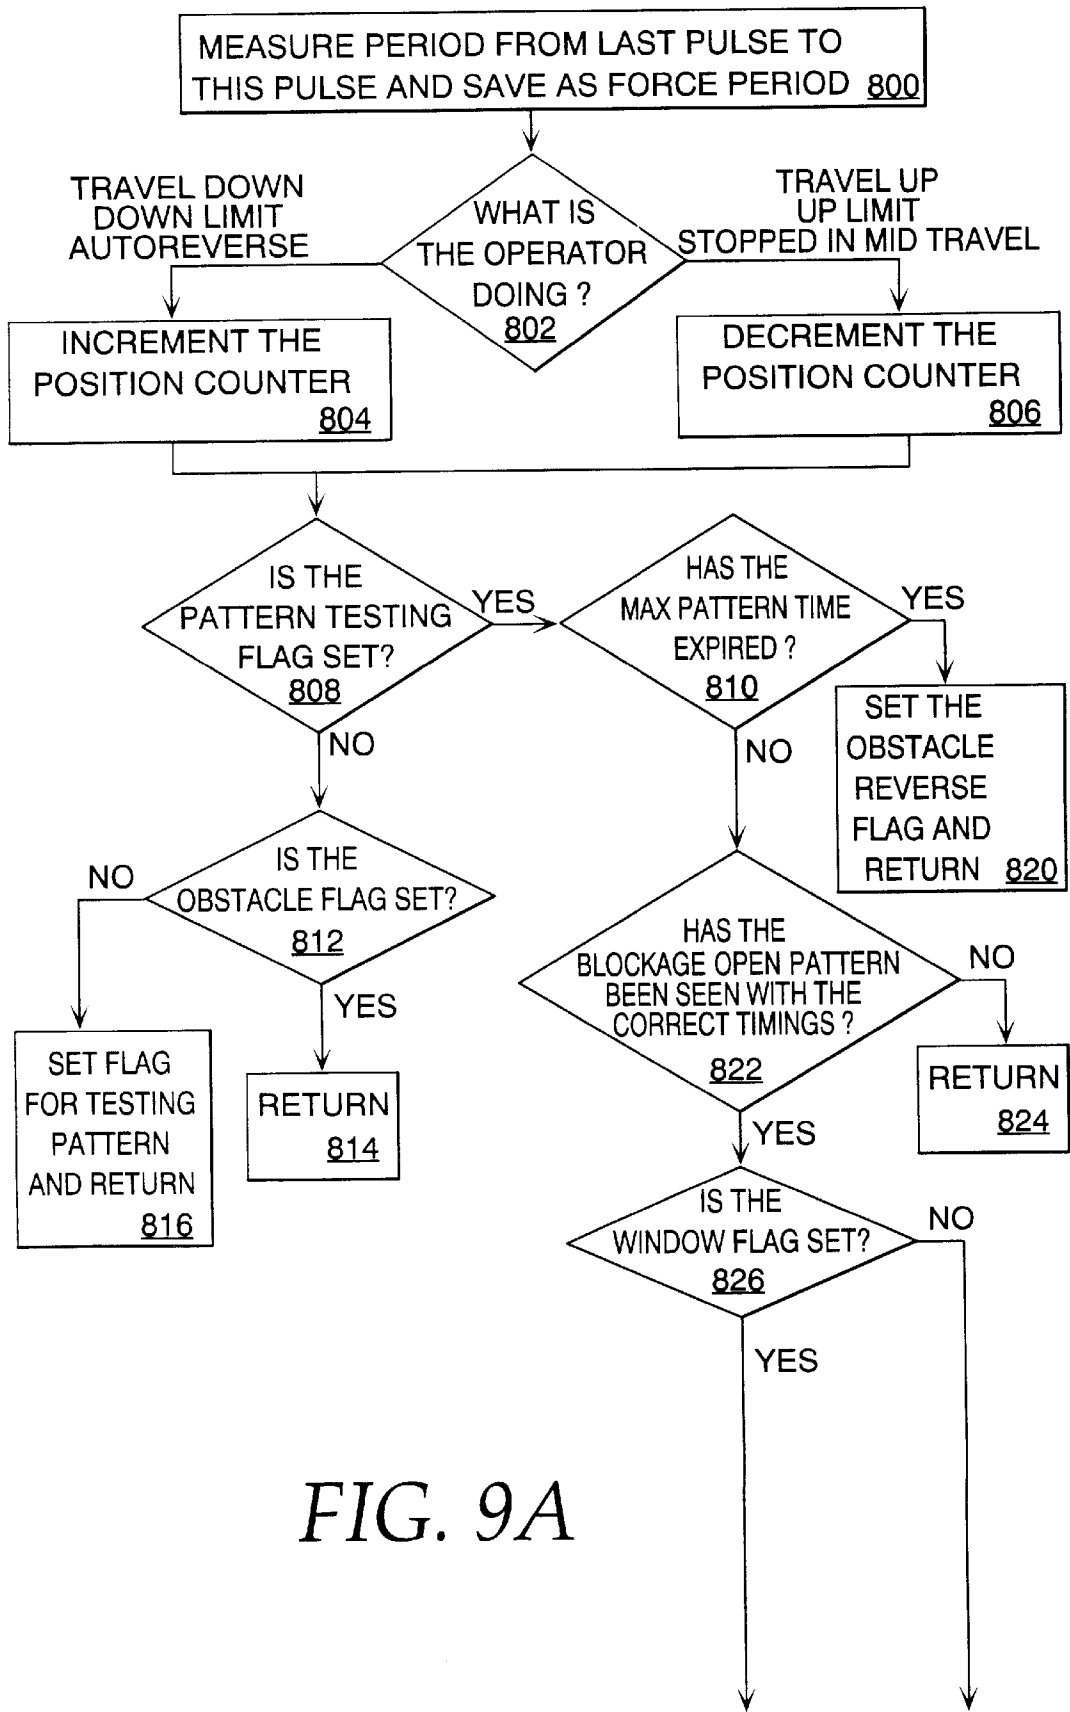 MEASURE PERIOD FROM LAST PULSE TO
THIS PULSE AND SAVE AS FORCE PERIOD 800
TRAVEL DOWN
DOWN LIMIT
AUTOREVERSE
WHAT IS
THE OPERATOR
DOING ?
802
TRAVEL UP
UP LIMIT
STOPPED IN MID TRAVEL
INCREMENT THE
POSITION COUNTER
804
DECREMENT THE
POSITION COUNTER
806
IS THE
PATTERN TESTING
FLAG SET?
808
YES
HAS THE
MAX PATTERN TIME
EXPIRED ?
810
YES
SET THE
OBSTACLE
REVERSE
FLAG AND
RETURN 820
NO
NO
IS THE
OBSTACLE FLAG SET?
812
NO
YES
SET FLAG
FOR TESTING
PATTERN
AND RETURN
816
RETURN
814
HAS THE
BLOCKAGE OPEN PATTERN
BEEN SEEN WITH THE
CORRECT TIMINGS ?
822
NO
RETURN
824
YES
IS THE
WINDOW FLAG SET?
826
NO
YES
FIG. 9A